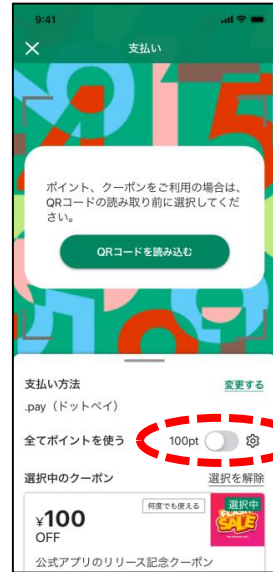 9:41
支払い
ポイント、クーポンをご利用の場合は、
QRコードの読み取り前に選択してくだ
さい。
QRコードを読み込む
支払い方法
変更する
.pay（ドットペイ）
全てポイントを使う
100pt
選択中のクーポン
選択を解除
¥100
OFF
何度でも使える
選択中
SALE
公式アプリのリリース記念クーポン